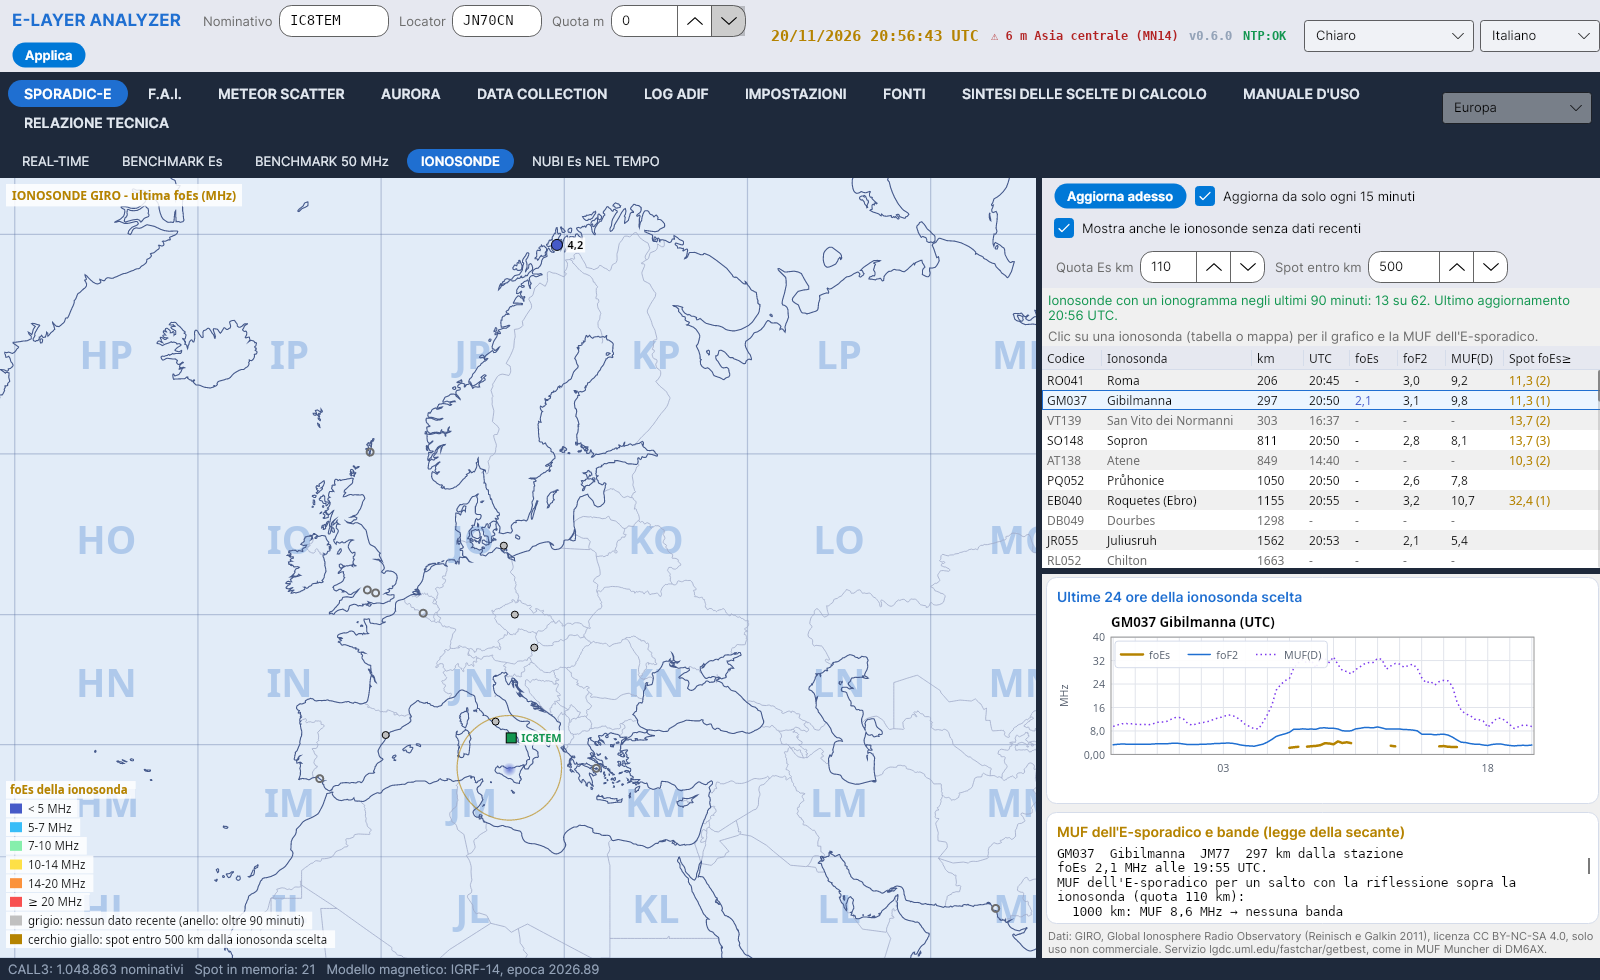 E-LAYER ANALYZER
Nominativo IC8TEM Locator JN70CN Quota m 0
Applica
20/11/2026 20:56:43 UTC ⚠ 6 m Asia centrale (MN14) v0.6.0 NTP:OK Chiaro Italiano
SPORADIC-E F.A.I. METEOR SCATTER AURORA DATA COLLECTION LOG ADIF IMPOSTAZIONI FONTI SINTESI DELLE SCELTE DI CALCOLO MANUALE D'USO
RELAZIONE TECNICA
Europa
REAL-TIME BENCHMARK Es BENCHMARK 50 MHz IONOSONDE NUBI Es NEL TEMPO
IONOSONDE GIRO - ultima foEs (MHz)
4,2
HP IP JP KP LP M
HO IO JO KO LO MO
HN IN JN KN LN MN
IC8TEM
HM IM JM KM LM MM
HL IL JL KL LL M
foEs della ionosonda
< 5 MHz
5-7 MHz
7-10 MHz
10-14 MHz
14-20 MHz
≥ 20 MHz
grigio: nessun dato recente (anello: oltre 90 minuti)
cerchio giallo: spot entro 500 km dalla ionosonda scelta
Aggiorna adesso Aggiorna da solo ogni 15 minuti
Mostra anche le ionosonde senza dati recenti
Quota Es km 110 Spot entro km 500
Ionosonde con un ionogramma negli ultimi 90 minuti: 13 su 62. Ultimo aggiornamento
20:56 UTC.
Clic su una ionosonda (tabella o mappa) per il grafico e la MUF dell'E-sporadico.
Codice Ionosonda km UTC foEs foF2 MUF(D) Spot foEs≥
RO041 Roma 206 20:45 - 3,0 9,2 11,3 (2)
GM037 Gibilmanna 297 20:50 2,1 3,1 9,8 11,3 (1)
VT139 San Vito dei Normanni 303 16:37 - - - 13,7 (2)
SO148 Sopron 811 20:50 - 2,8 8,1 13,7 (3)
AT138 Atene 849 14:40 - - - 10,3 (2)
PQ052 Průhonice 1050 20:50 - 2,6 7,8
EB040 Roquetes (Ebro) 1155 20:55 - 3,2 10,7 32,4 (1)
DB049 Dourbes 1298 - - - -
JR055 Juliusruh 1562 20:53 - 2,1 5,4
RL052 Chilton 1663 - - - -
Ultime 24 ore della ionosonda scelta
GM037 Gibilmanna (UTC)
foEs foF2 MUF(D)
MHz
40
32
24
16
8,0
0,00
03 18
MUF dell'E-sporadico e bande (legge della secante)
GM037 Gibilmanna JM77 297 km dalla stazione
foEs 2,1 MHz alle 19:55 UTC.
MUF dell'E-sporadico per un salto con la riflessione sopra la
ionosonda (quota 110 km):
1000 km: MUF 8,6 MHz → nessuna banda
Dati: GIRO, Global Ionosphere Radio Observatory (Reinisch e Galkin 2011), licenza CC BY-NC-SA 4.0, solo
uso non commerciale. Servizio lgdc.uml.edu/fastchar/getbest, come in MUF Muncher di DM6AX.
CALL3: 1.048.863 nominativi Spot in memoria: 21 Modello magnetico: IGRF-14, epoca 2026.89